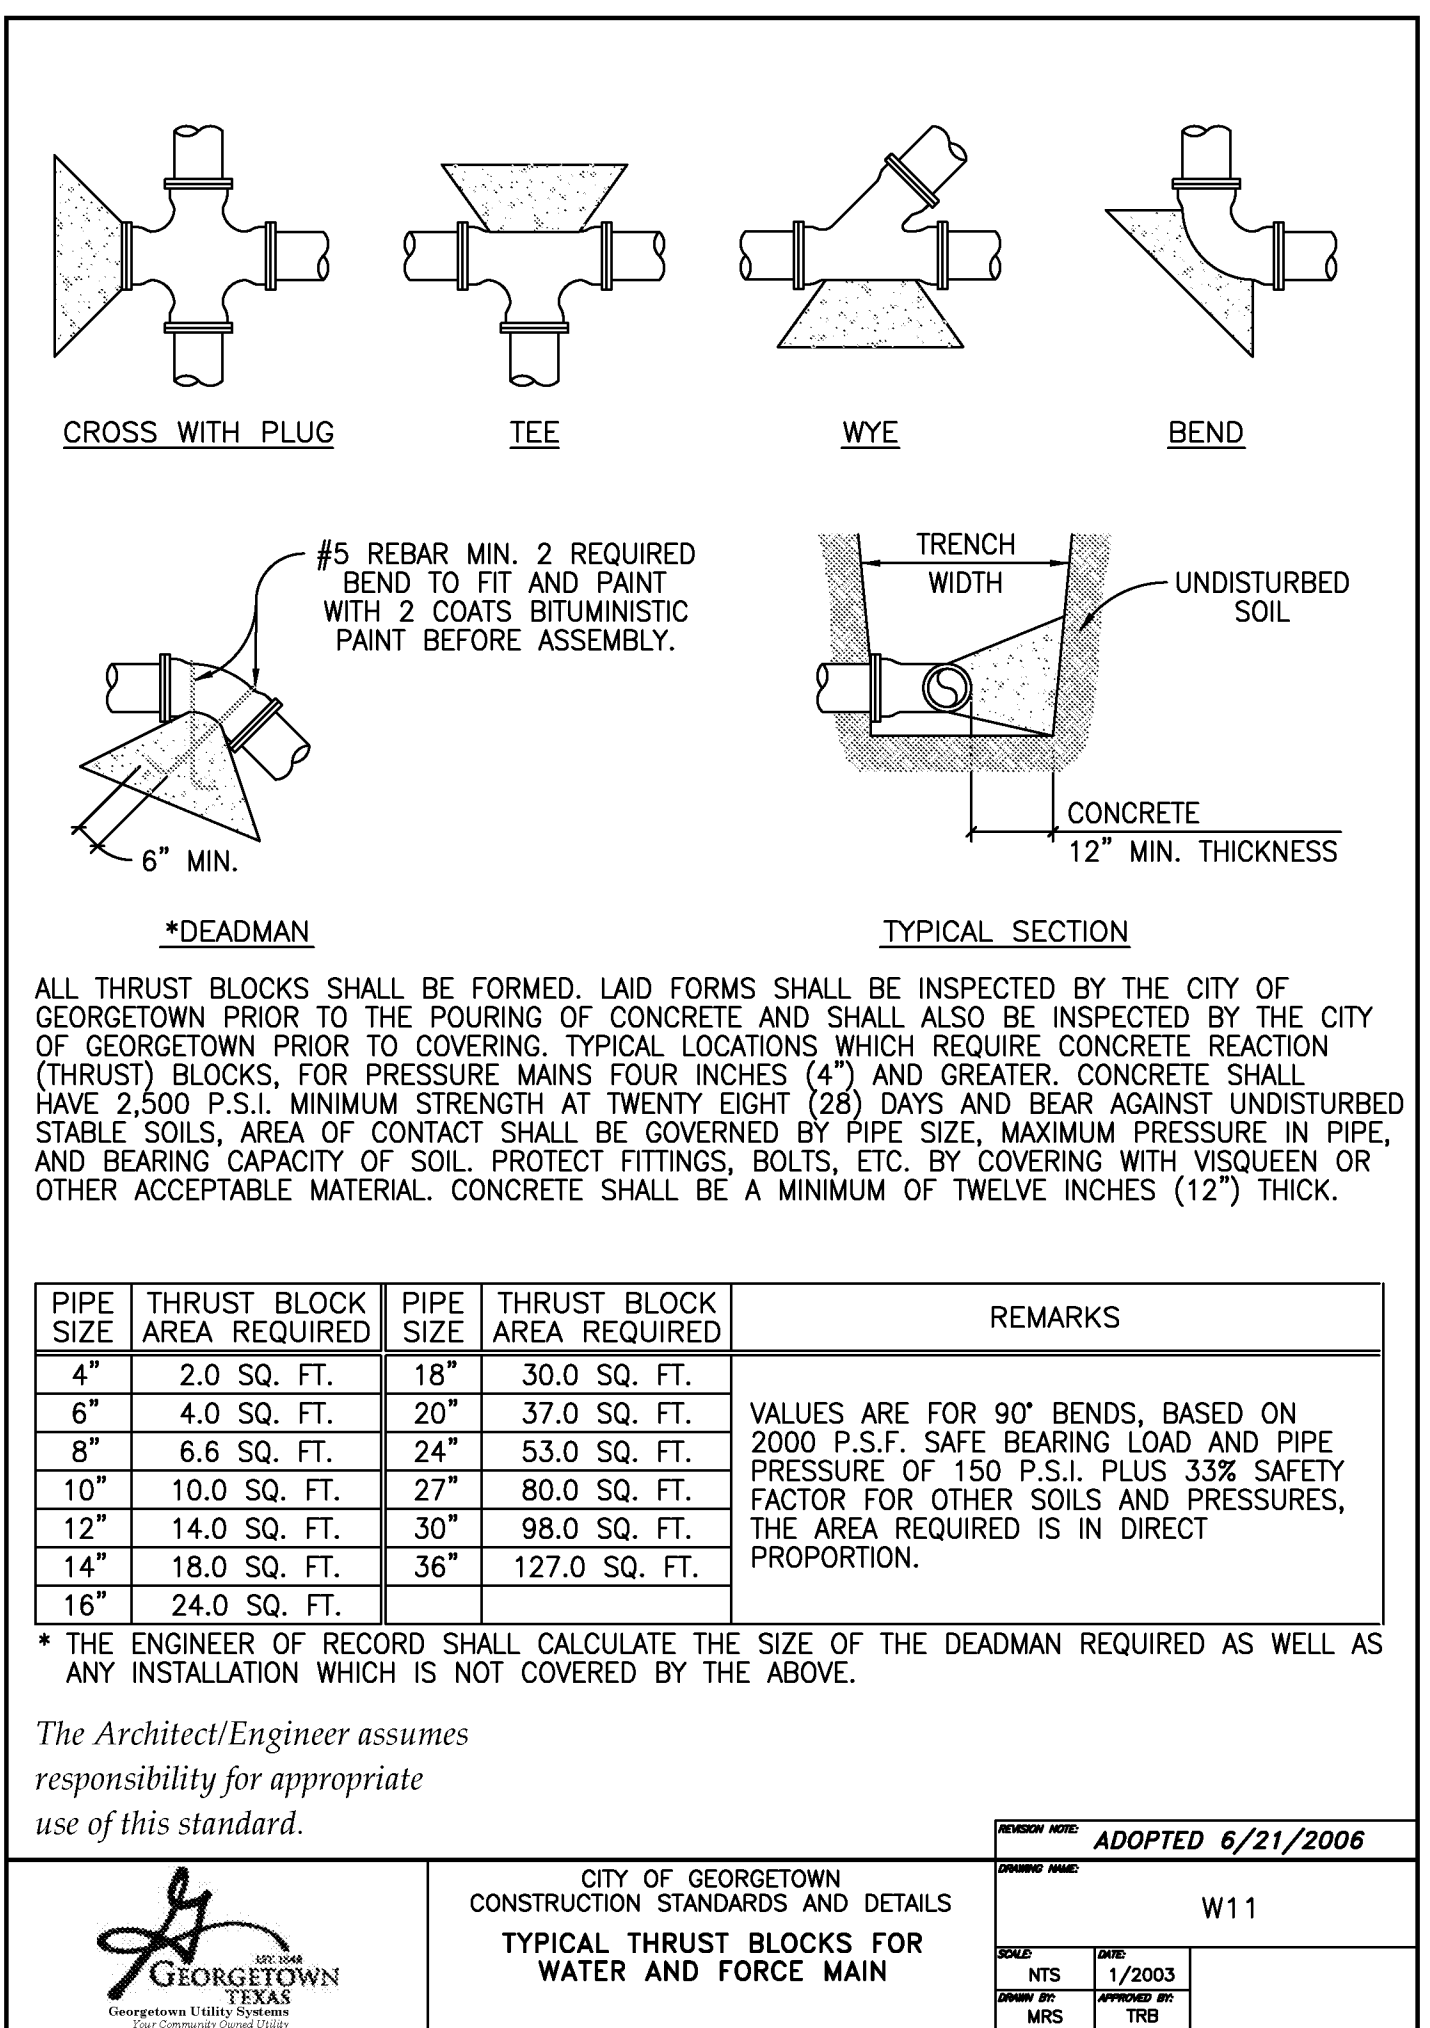 CROSS WITH PLUG
TEE
WYE
BEND
#5 REBAR MIN. 2 REQUIRED
BEND TO FIT AND PAINT
WITH 2 COATS BITUMINISTIC
PAINT BEFORE ASSEMBLY.
6" MIN.
*DEADMAN
TRENCH
WIDTH
UNDISTURBED
SOIL
CONCRETE
12" MIN. THICKNESS
TYPICAL SECTION
ALL THRUST BLOCKS SHALL BE FORMED. LAID FORMS SHALL BE INSPECTED BY THE CITY OF
GEORGETOWN PRIOR TO THE POURING OF CONCRETE AND SHALL ALSO BE INSPECTED BY THE CITY
OF GEORGETOWN PRIOR TO COVERING. TYPICAL LOCATIONS WHICH REQUIRE CONCRETE REACTION
(THRUST) BLOCKS, FOR PRESSURE MAINS FOUR INCHES (4") AND GREATER. CONCRETE SHALL
HAVE 2,500 P.S.I. MINIMUM STRENGTH AT TWENTY EIGHT (28) DAYS AND BEAR AGAINST UNDISTURBED
STABLE SOILS, AREA OF CONTACT SHALL BE GOVERNED BY PIPE SIZE, MAXIMUM PRESSURE IN PIPE,
AND BEARING CAPACITY OF SOIL. PROTECT FITTINGS, BOLTS, ETC. BY COVERING WITH VISQUEEN OR
OTHER ACCEPTABLE MATERIAL. CONCRETE SHALL BE A MINIMUM OF TWELVE INCHES (12") THICK.
PIPE SIZE THRUST BLOCK AREA REQUIRED PIPE SIZE THRUST BLOCK AREA REQUIRED REMARKS
4" 2.0 SQ. FT. 18" 30.0 SQ. FT.
6" 4.0 SQ. FT. 20" 37.0 SQ. FT.
8" 6.6 SQ. FT. 24" 53.0 SQ. FT.
10" 10.0 SQ. FT. 27" 80.0 SQ. FT.
12" 14.0 SQ. FT. 30" 98.0 SQ. FT.
14" 18.0 SQ. FT. 36" 127.0 SQ. FT.
16" 24.0 SQ. FT.
VALUES ARE FOR 90° BENDS, BASED ON
2000 P.S.F. SAFE BEARING LOAD AND PIPE
PRESSURE OF 150 P.S.I. PLUS 33% SAFETY
FACTOR FOR OTHER SOILS AND PRESSURES,
THE AREA REQUIRED IS IN DIRECT
PROPORTION.
* THE ENGINEER OF RECORD SHALL CALCULATE THE SIZE OF THE DEADMAN REQUIRED AS WELL AS
ANY INSTALLATION WHICH IS NOT COVERED BY THE ABOVE.
The Architect/Engineer assumes
responsibility for appropriate
use of this standard.
REVISION NOTE: ADOPTED 6/21/2006
EST. 1848
GEORGETOWN
TEXAS
Georgetown Utility Systems
Your Community Owned Utility
CITY OF GEORGETOWN
CONSTRUCTION STANDARDS AND DETAILS
TYPICAL THRUST BLOCKS FOR
WATER AND FORCE MAIN
DRAWING NAME:
W11
SCALE: DATE:
NTS 1/2003
DRAWN BY: APPROVED BY:
MRS TRB